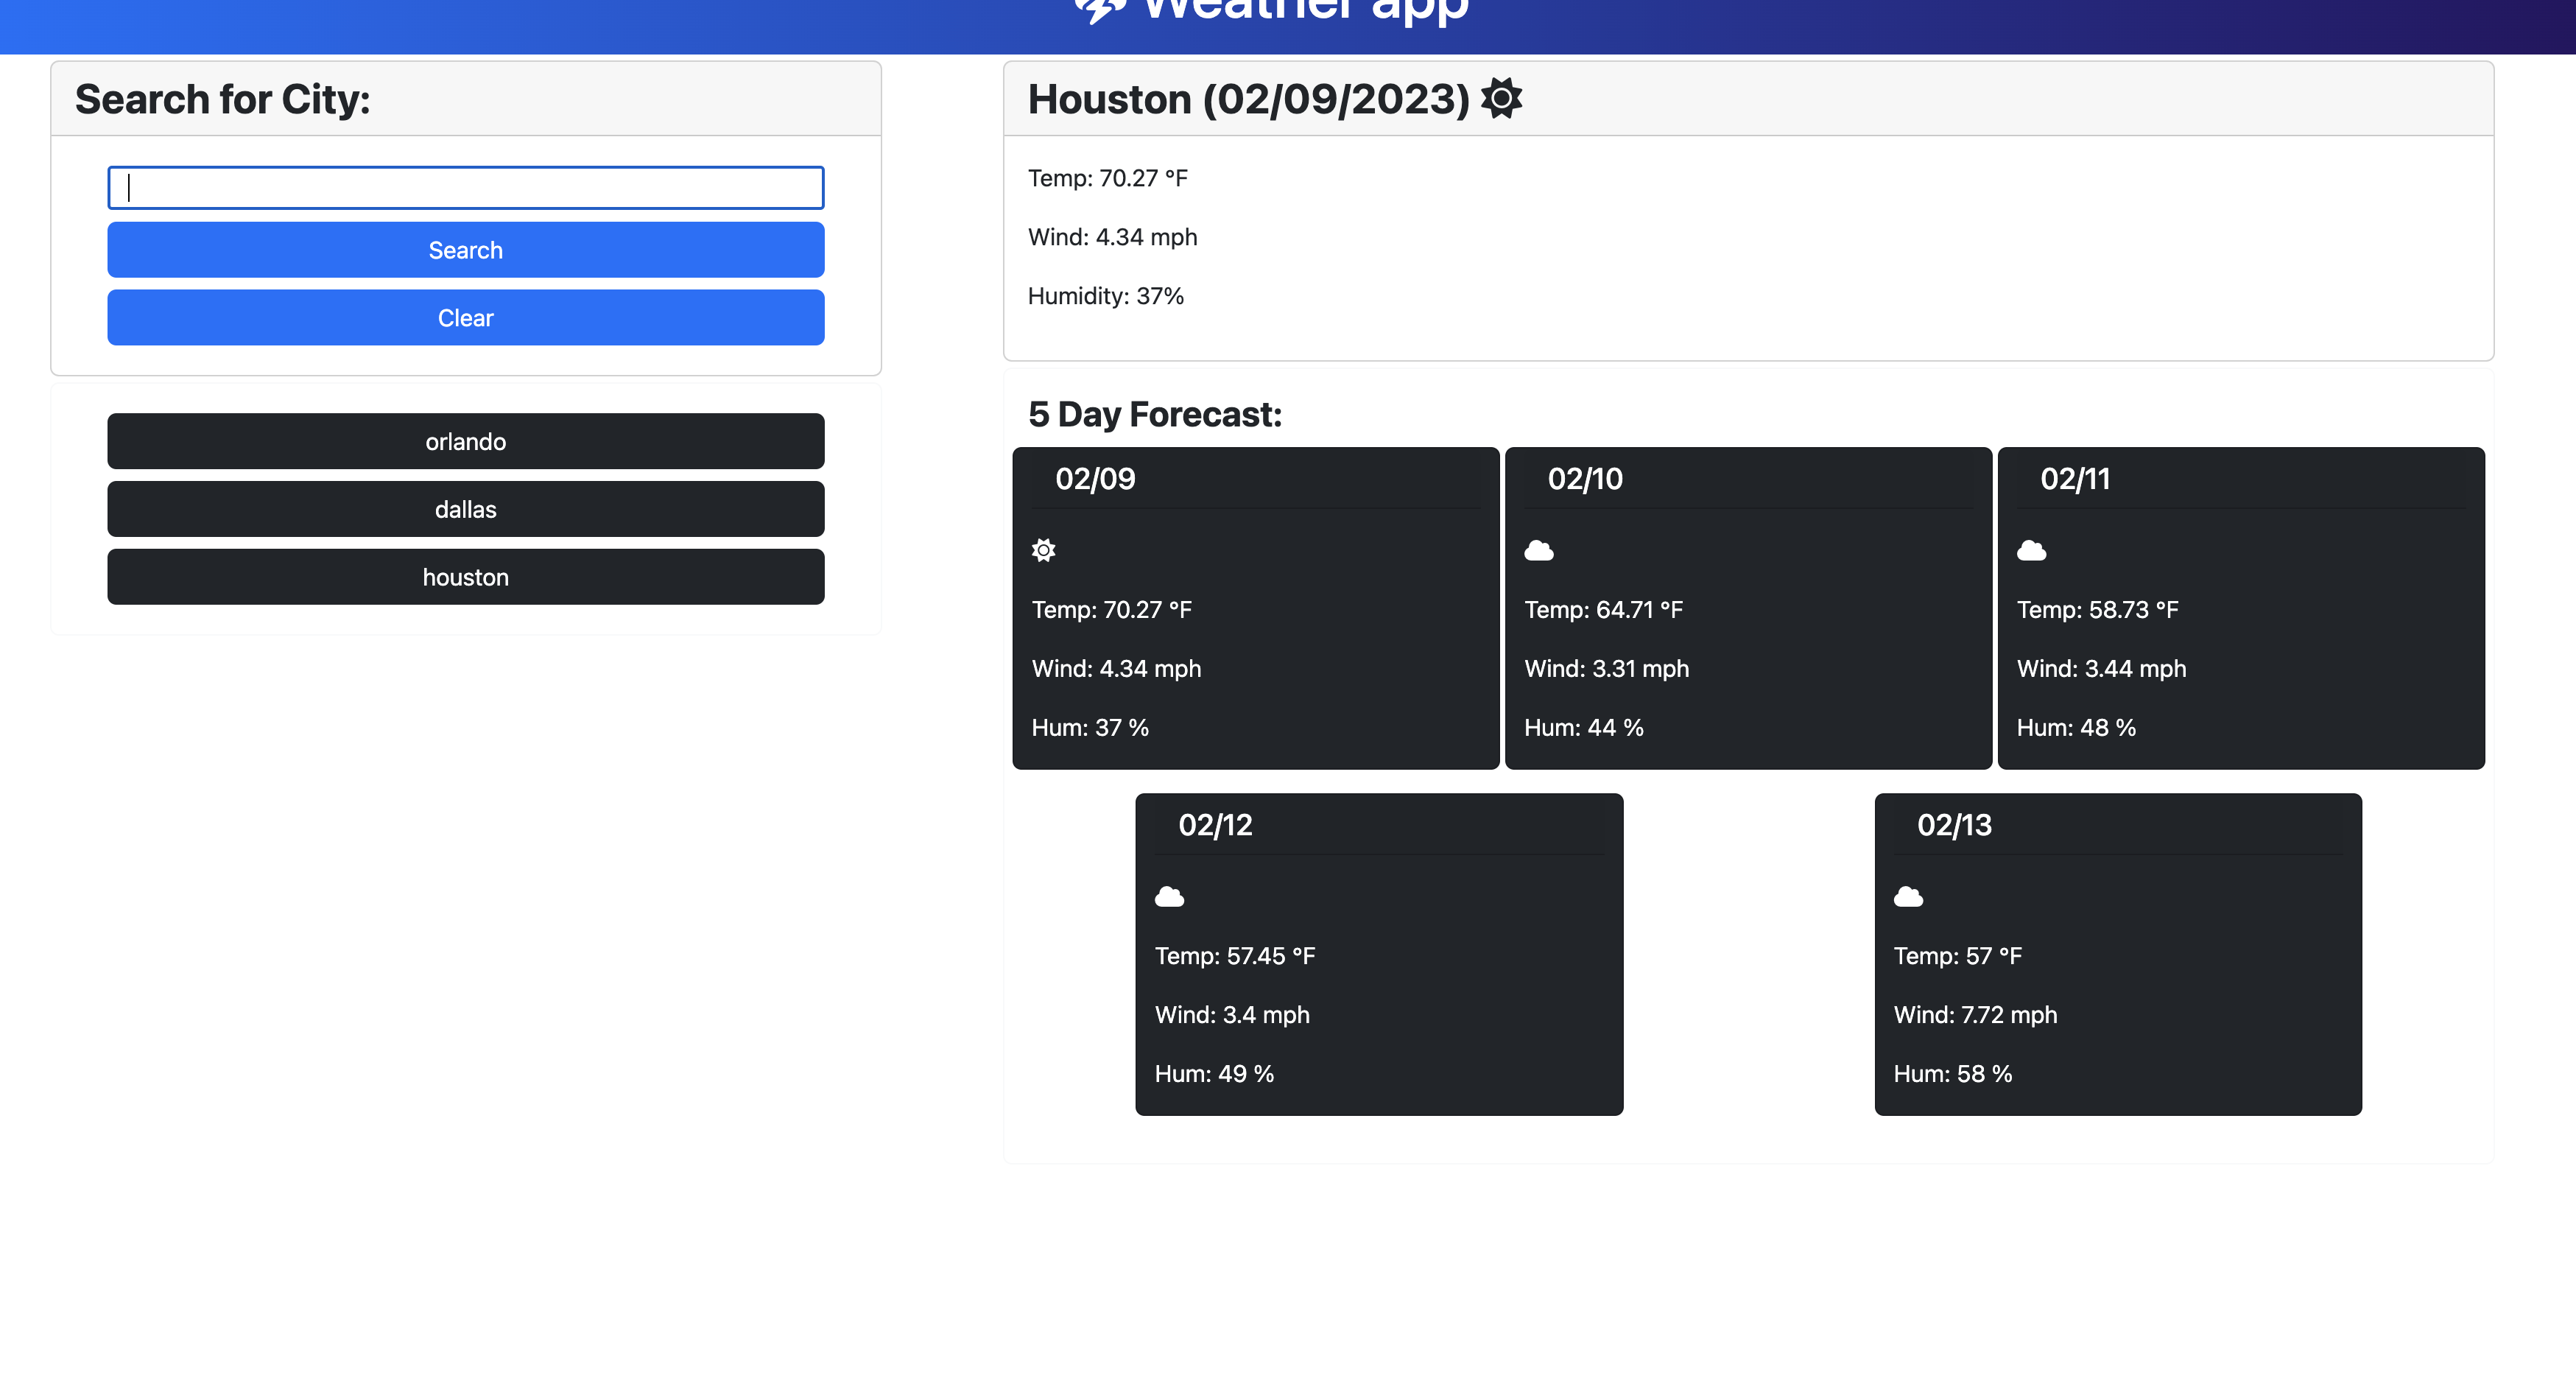 Weather app
Search for City:
Search
Clear
orlando
dallas
houston
Houston (02/09/2023)
Temp: 70.27 °F
Wind: 4.34 mph
Humidity: 37%
5 Day Forecast:
02/09
Temp: 70.27 °F
Wind: 4.34 mph
Hum: 37 %
02/10
Temp: 64.71 °F
Wind: 3.31 mph
Hum: 44 %
02/11
Temp: 58.73 °F
Wind: 3.44 mph
Hum: 48 %
02/12
Temp: 57.45 °F
Wind: 3.4 mph
Hum: 49 %
02/13
Temp: 57 °F
Wind: 7.72 mph
Hum: 58 %